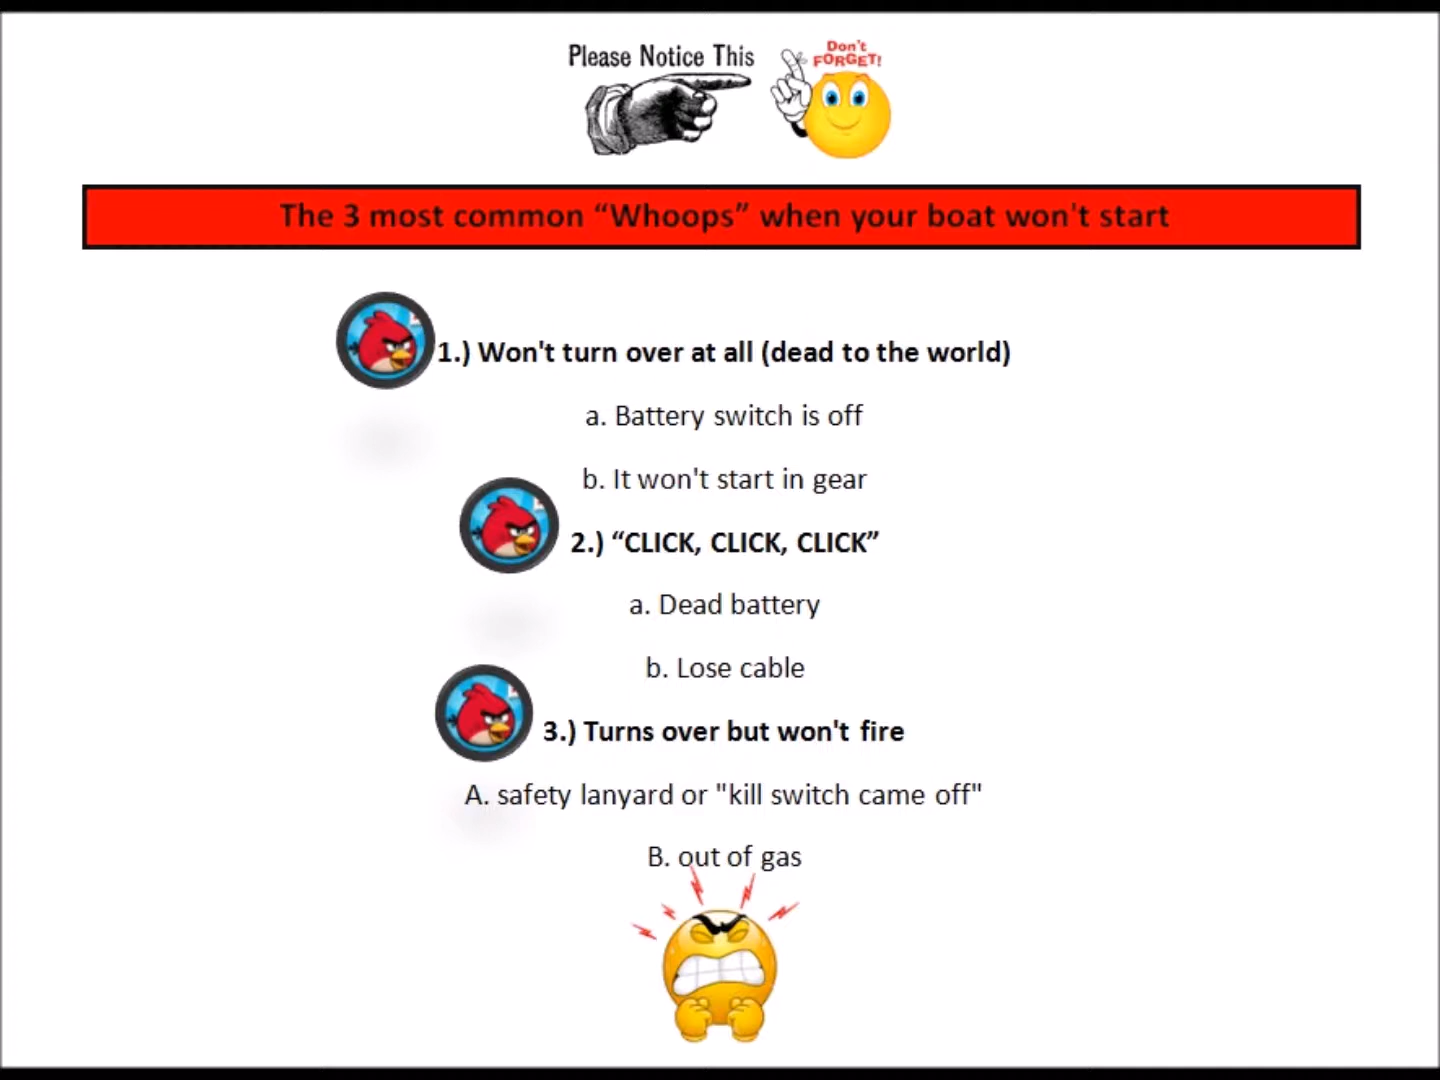 Please Notice This
Don't
FORGET!
The 3 most common “Whoops” when your boat won't start
1.) Won't turn over at all (dead to the world)
a. Battery switch is off
b. It won't start in gear
2.) “CLICK, CLICK, CLICK”
a. Dead battery
b. Lose cable
3.) Turns over but won't fire
A. safety lanyard or "kill switch came off"
B. out of gas